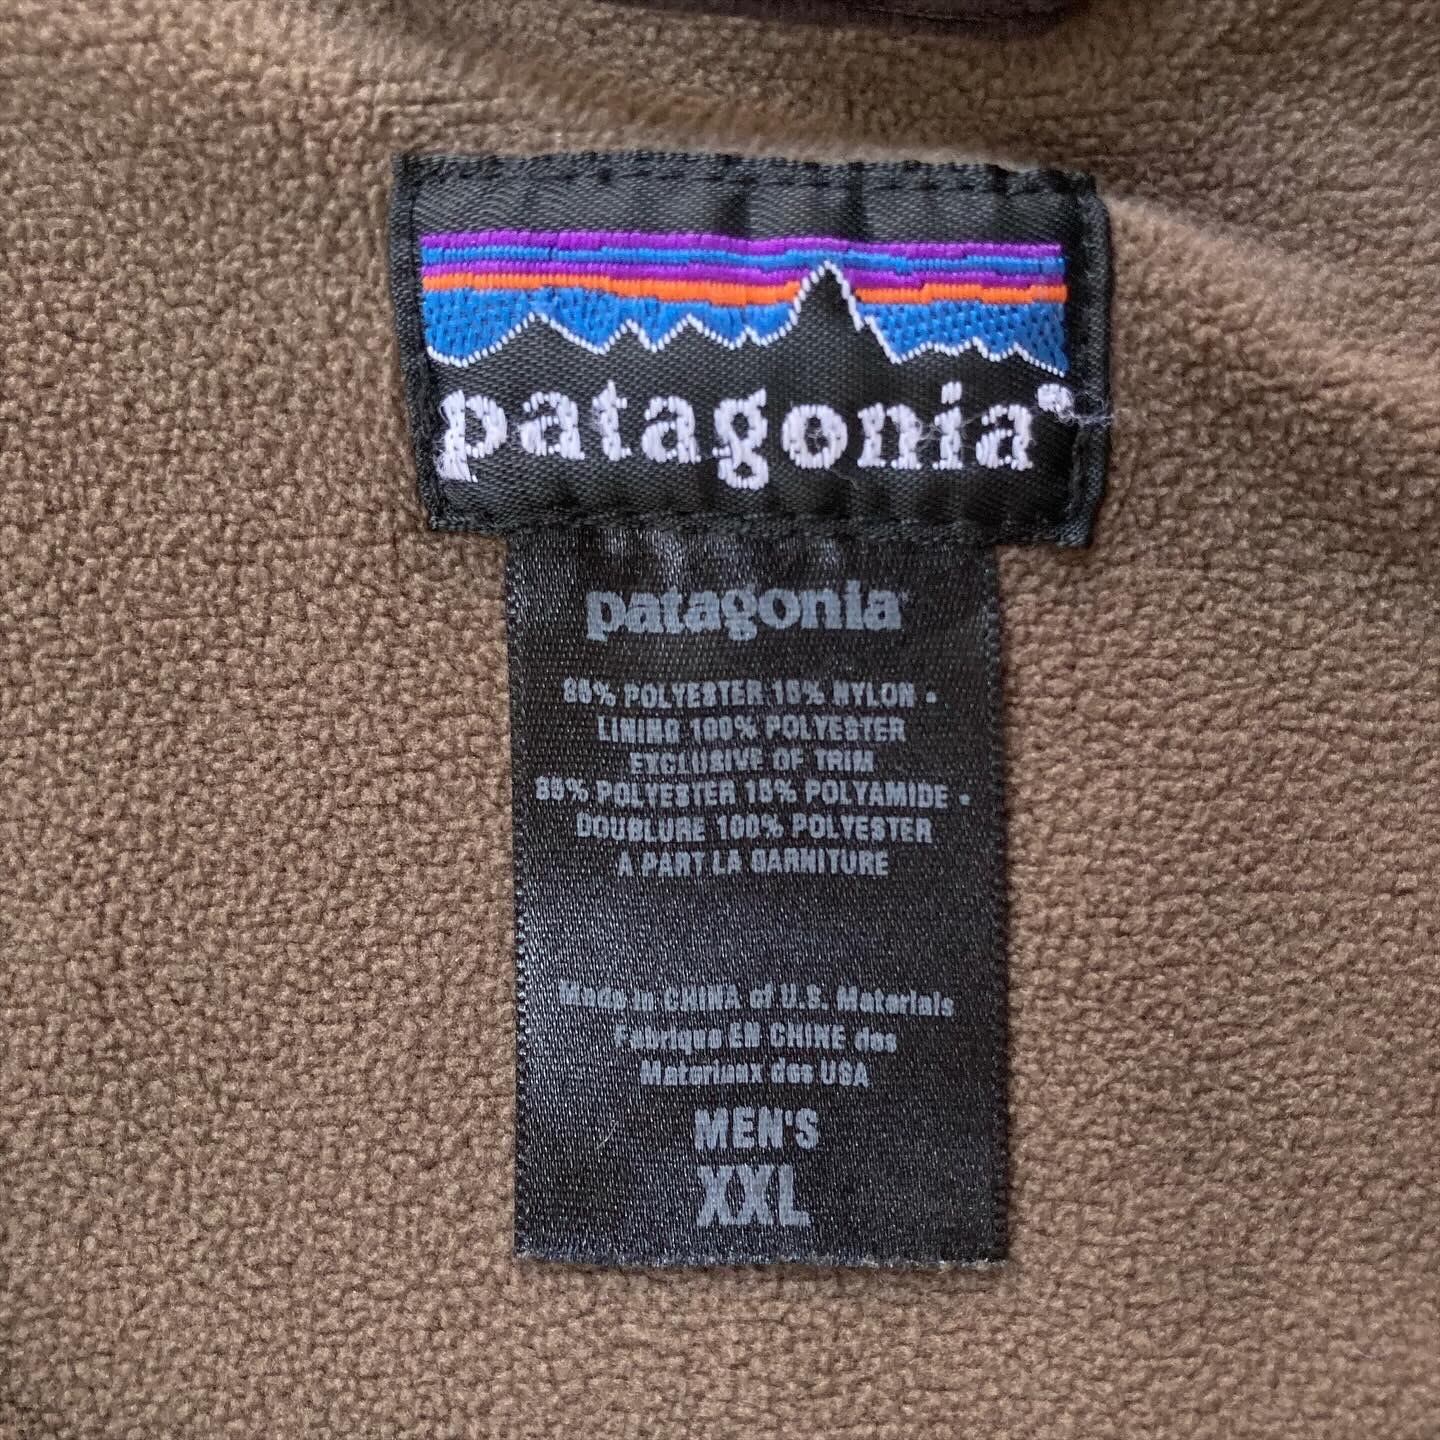 patagonia®
patagonia®
85% POLYESTER 15% NYLON •
LINING 100% POLYESTER
EXCLUSIVE OF TRIM
85% POLYESTER 15% POLYAMIDE •
DOUBLURE 100% POLYESTER
À PART LA GARNITURE
Made in CHINA of U.S. Materials
Fabriqué EN CHINE des
Materiaux des USA
MEN'S
XXL